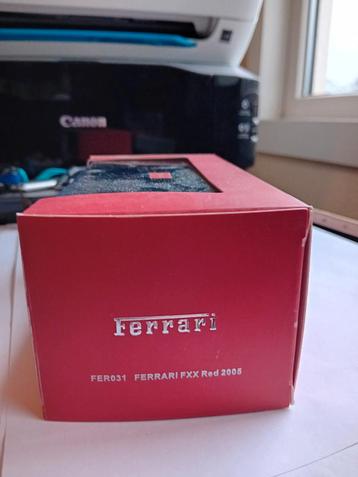 Canon
Ferrari
FER031 FERRARI FXX Red 2005